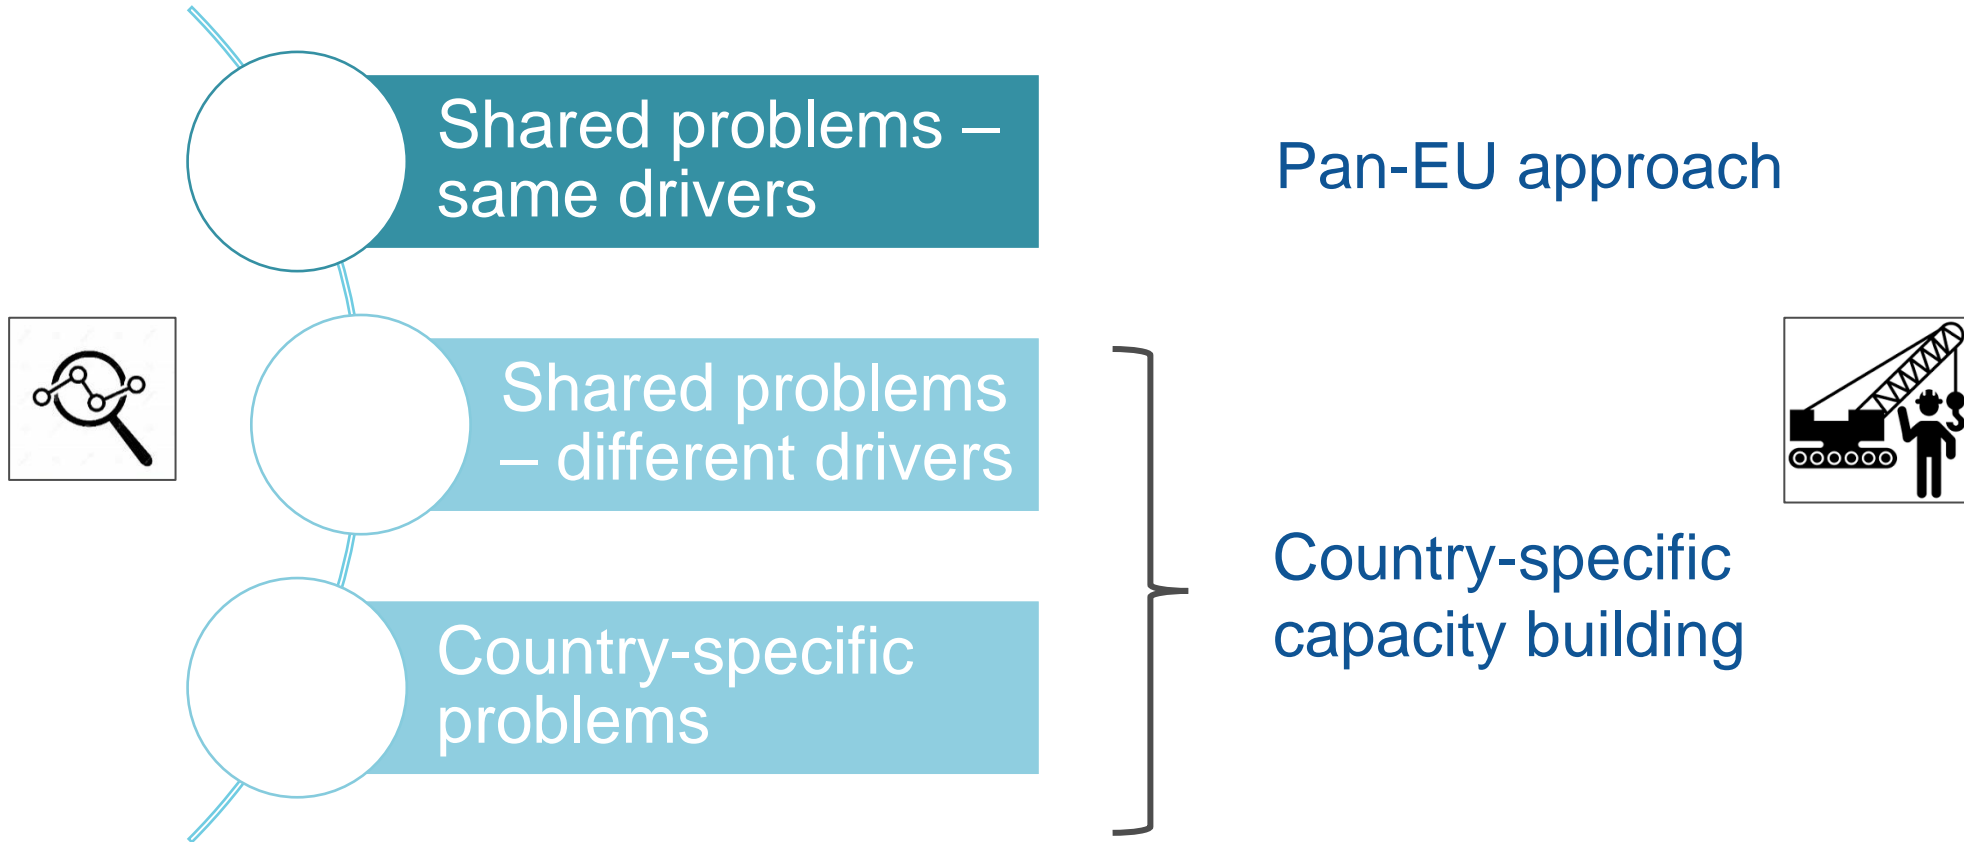 Shared problems –
same drivers
Pan-EU approach
Shared problems
– different drivers
Country-specific
problems
Country-specific
capacity building